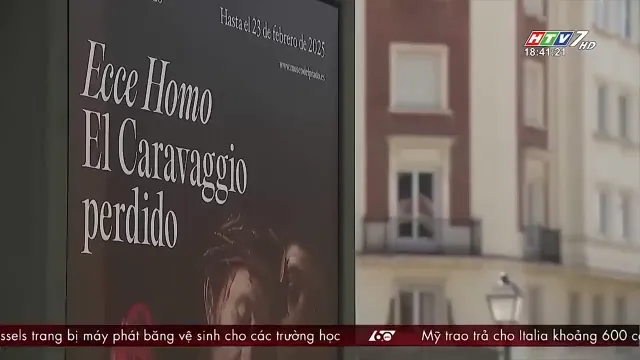 Hasta el 23 de febrero de 2025
www.museodelprado.es
Ecce Homo
El Caravaggio
perdido
HTV7 HD
18:41:21
ssels trang bị máy phát băng vệ sinh cho các trường học
60
Mỹ trao trả cho Italia khoảng 600 c